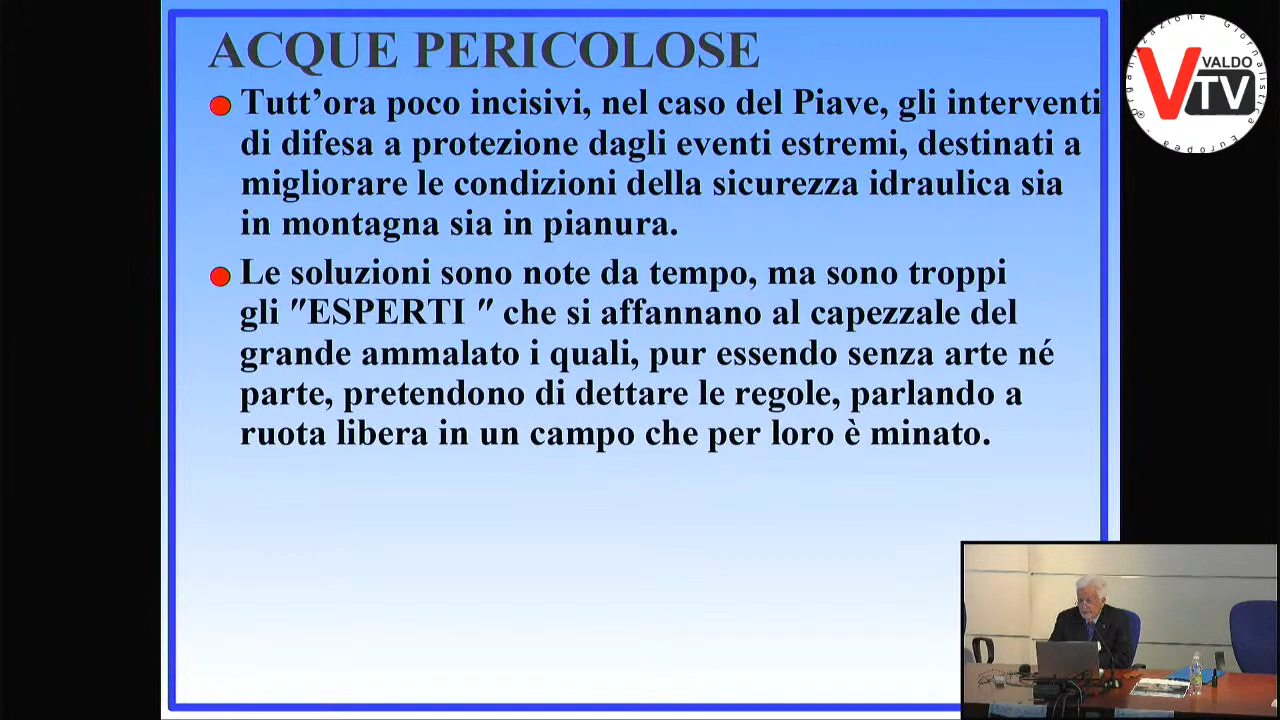 ACQUE PERICOLOSE
Tutt’ora poco incisivi, nel caso del Piave, gli interventi
di difesa a protezione dagli eventi estremi, destinati a
migliorare le condizioni della sicurezza idraulica sia
in montagna sia in pianura.
Le soluzioni sono note da tempo, ma sono troppi
gli "ESPERTI " che si affannano al capezzale del
grande ammalato i quali, pur essendo senza arte né
parte, pretendono di dettare le regole, parlando a
ruota libera in un campo che per loro è minato.
Organizzazione Giornalistica Europea
V VALDO
TV